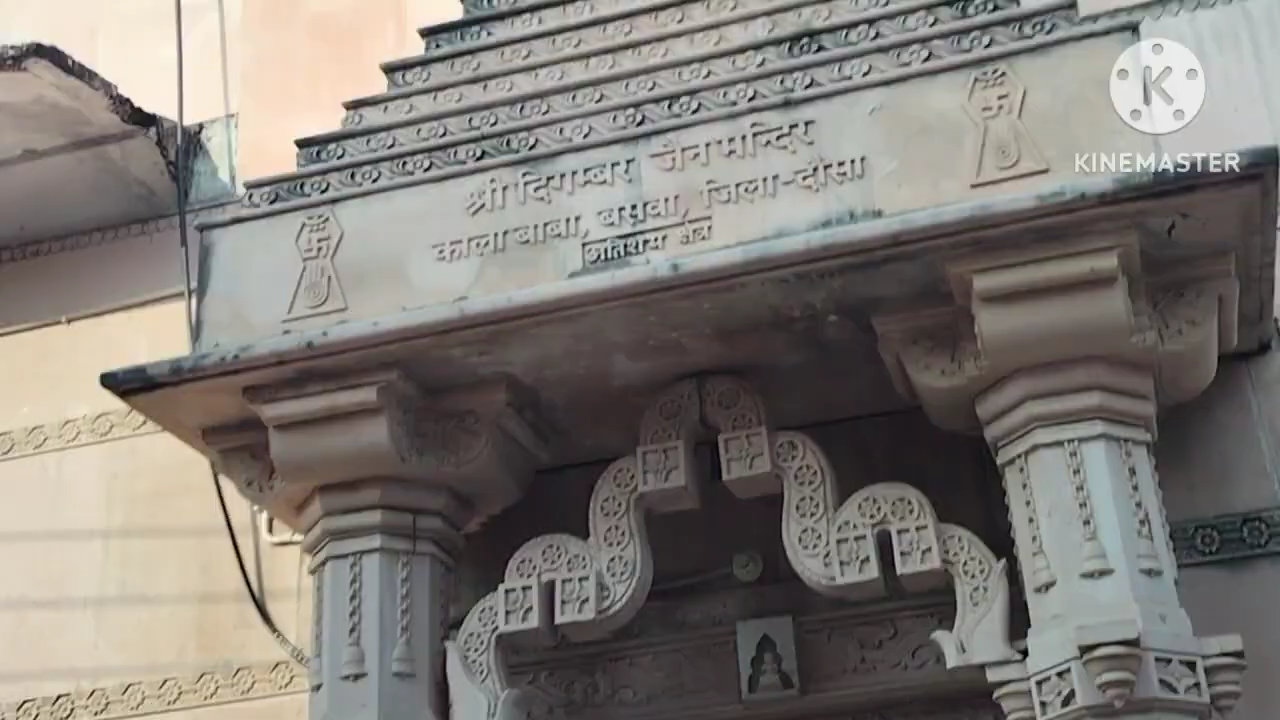 श्री दिगम्बर जैन मन्दिर
काला बाबा, बसवा, जिला-दौसा
अतिशय क्षेत्र
K
KINEMASTER